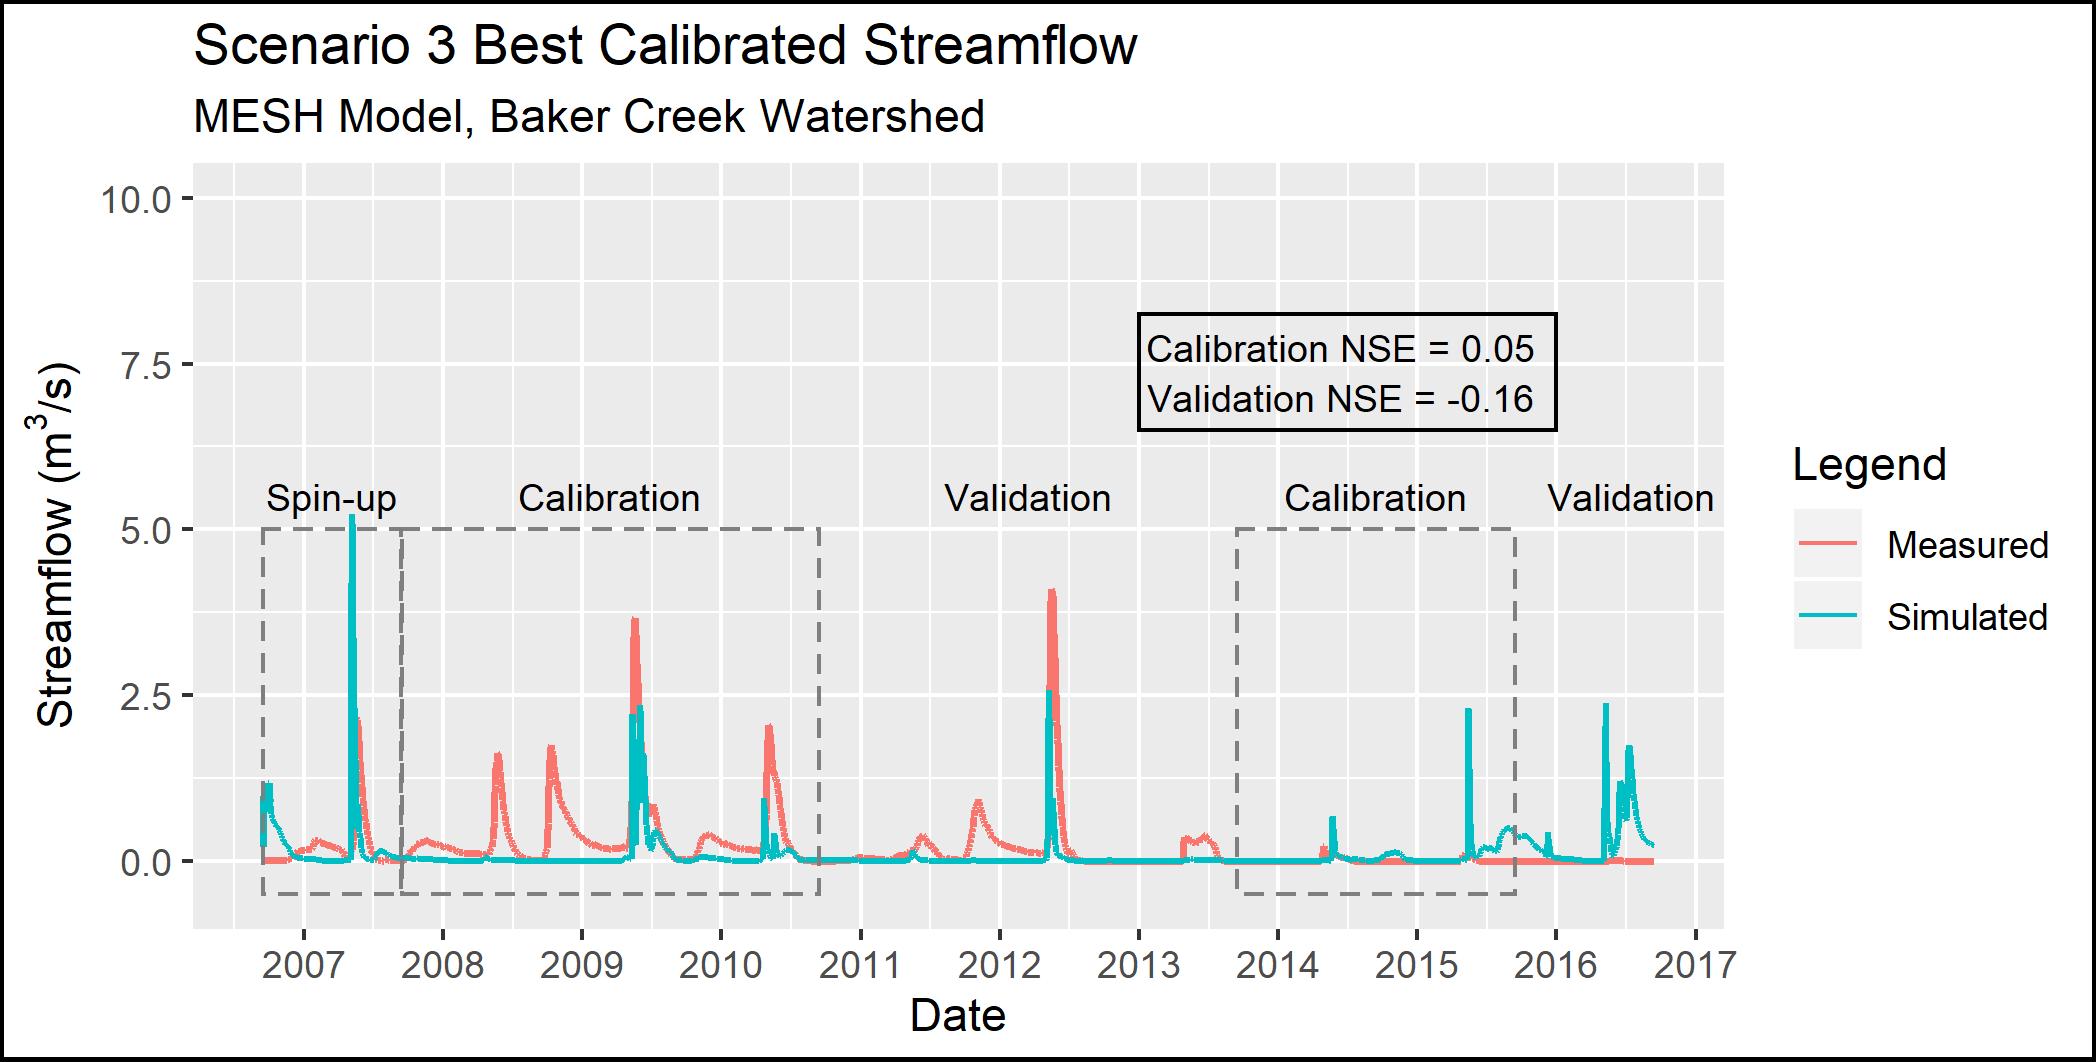 Scenario 3 Best Calibrated Streamflow
MESH Model, Baker Creek Watershed
Streamflow (m³/s)
10.0
7.5
5.0
2.5
0.0
Calibration NSE = 0.05
Validation NSE = -0.16
Spin-up
Calibration
Validation
Calibration
Validation
2007
2008
2009
2010
2011
2012
2013
2014
2015
2016
2017
Date
Legend
Measured
Simulated